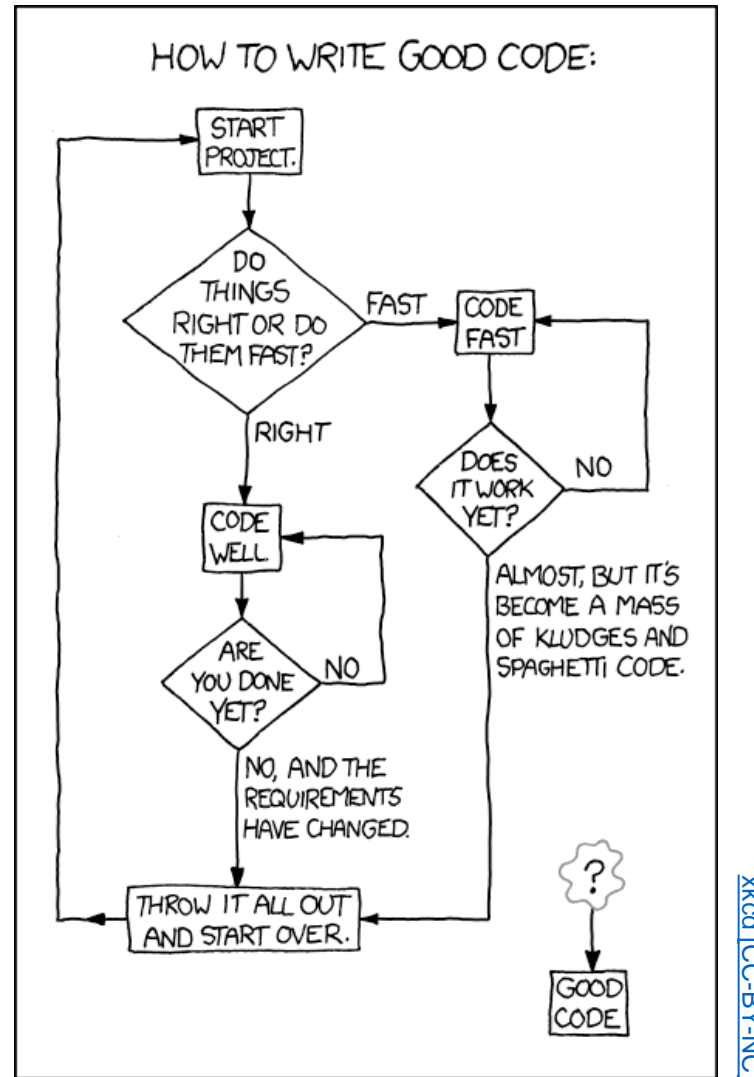 HOW TO WRITE GOOD CODE:
START
PROJECT.
DO
THINGS
RIGHT OR DO
THEM FAST?
FAST
CODE
FAST
RIGHT
DOES
IT WORK
YET?
NO
CODE
WELL.
ALMOST, BUT IT'S
BECOME A MASS
OF KLUDGES AND
SPAGHETTI CODE.
ARE
YOU DONE
YET?
NO
NO, AND THE
REQUIREMENTS
HAVE CHANGED.
THROW IT ALL OUT
AND START OVER.
?
GOOD
CODE
xkcd [CC-BY-NC